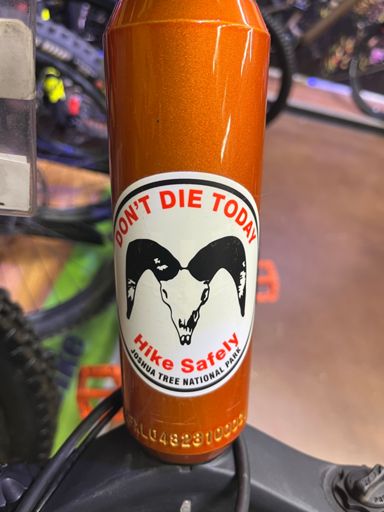 DON'T DIE TODAY
Hike Safely
JOSHUA TREE NATIONAL PARK